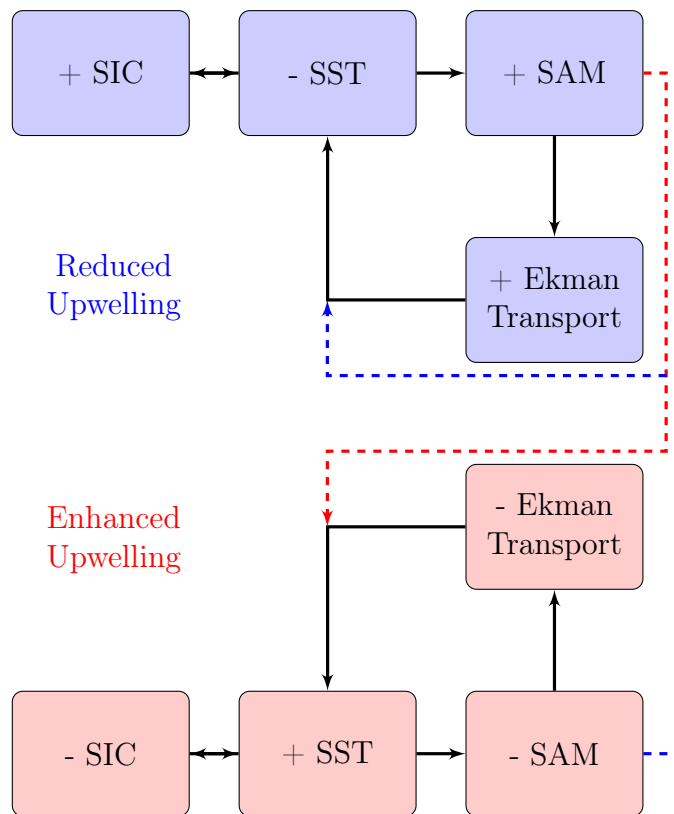 + SIC
- SST
+ SAM
Reduced
Upwelling
+ Ekman
Transport
Enhanced
Upwelling
- Ekman
Transport
- SIC
+ SST
- SAM